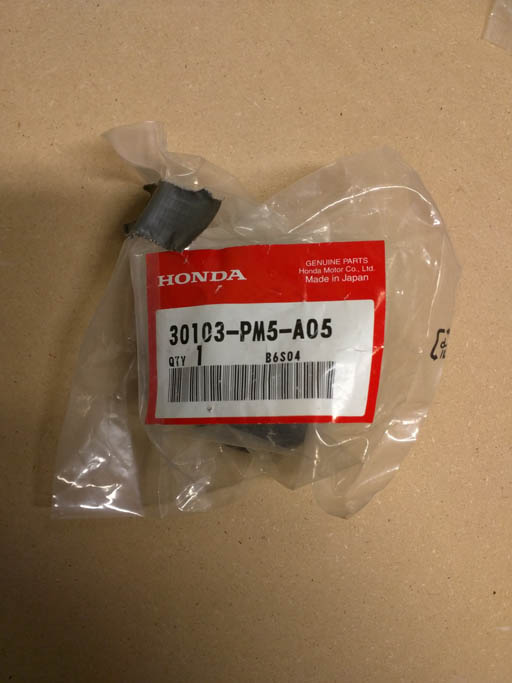 HONDA
GENUINE PARTS
Honda Motor Co., Ltd.
Made in Japan
30103-PM5-A05
QTY 1 B6S04